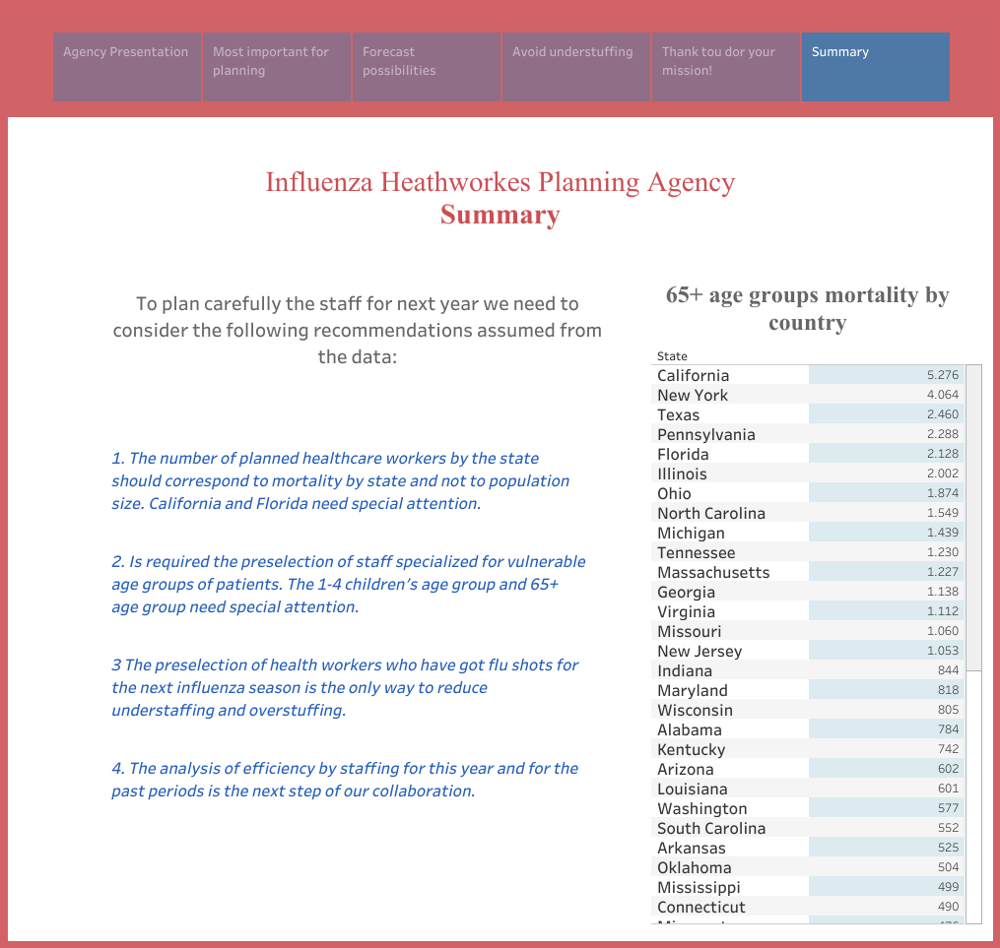 Agency Presentation
Most important for
planning
Forecast
possibilities
Avoid understuffing
Thank tou dor your
mission!
Summary
Influenza Heathworkes Planning Agency
Summary
To plan carefully the staff for next year we need to
consider the following recommendations assumed from
the data:
1. The number of planned healthcare workers by the state
should correspond to mortality by state and not to population
size. California and Florida need special attention.
2. Is required the preselection of staff specialized for vulnerable
age groups of patients. The 1-4 children's age group and 65+
age group need special attention.
3 The preselection of health workers who have got flu shots for
the next influenza season is the only way to reduce
understaffing and overstuffing.
4. The analysis of efficiency by staffing for this year and for the
past periods is the next step of our collaboration.
65+ age groups mortality by
country
State
California 5.276
New York 4.064
Texas 2.460
Pennsylvania 2.288
Florida 2.128
Illinois 2.002
Ohio 1.874
North Carolina 1.549
Michigan 1.439
Tennessee 1.230
Massachusetts 1.227
Georgia 1.138
Virginia 1.112
Missouri 1.060
New Jersey 1.053
Indiana 844
Maryland 818
Wisconsin 805
Alabama 784
Kentucky 742
Arizona 602
Louisiana 601
Washington 577
South Carolina 552
Arkansas 525
Oklahoma 504
Mississippi 499
Connecticut 490